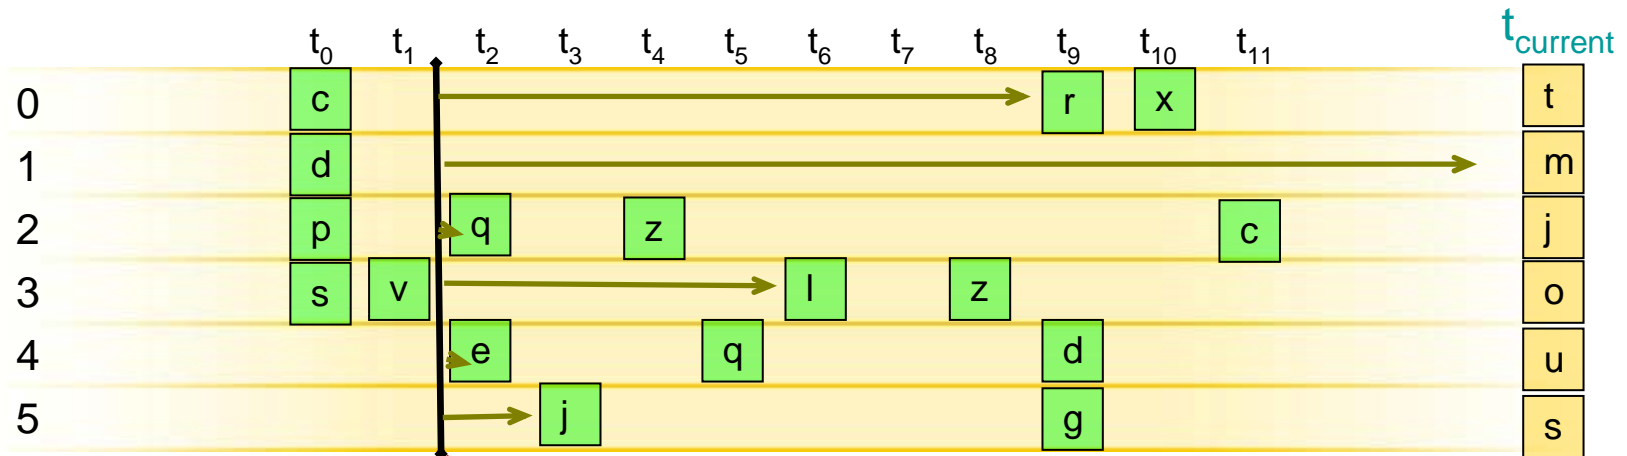 t0 t1 t2 t3 t4 t5 t6 t7 t8 t9 t10 t11 tcurrent
0 c r x t
1 d m
2 p q z c j
3 s v l z o
4 e q d u
5 j g s